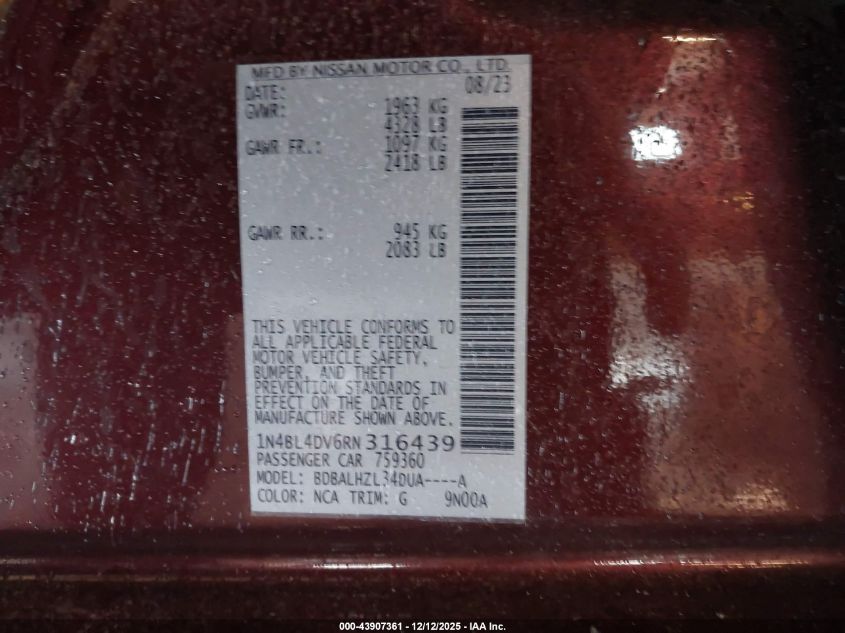 MFD BY NISSAN MOTOR CO., LTD.
DATE: 08/23
GVWR: 1963 KG
4328 LB
GAWR FR.: 1097 KG
2418 LB
GAWR RR.: 945 KG
2083 LB
THIS VEHICLE CONFORMS TO
ALL APPLICABLE FEDERAL
MOTOR VEHICLE SAFETY,
BUMPER, AND THEFT
PREVENTION STANDARDS IN
EFFECT ON THE DATE OF
MANUFACTURE SHOWN ABOVE.
1N4BL4DV6RN316439
PASSENGER CAR 759360
MODEL: BDBALHZL34DUA----A
COLOR: NCA TRIM: G 9N00A
000-43907361 - 12/12/2025 - IAA Inc.